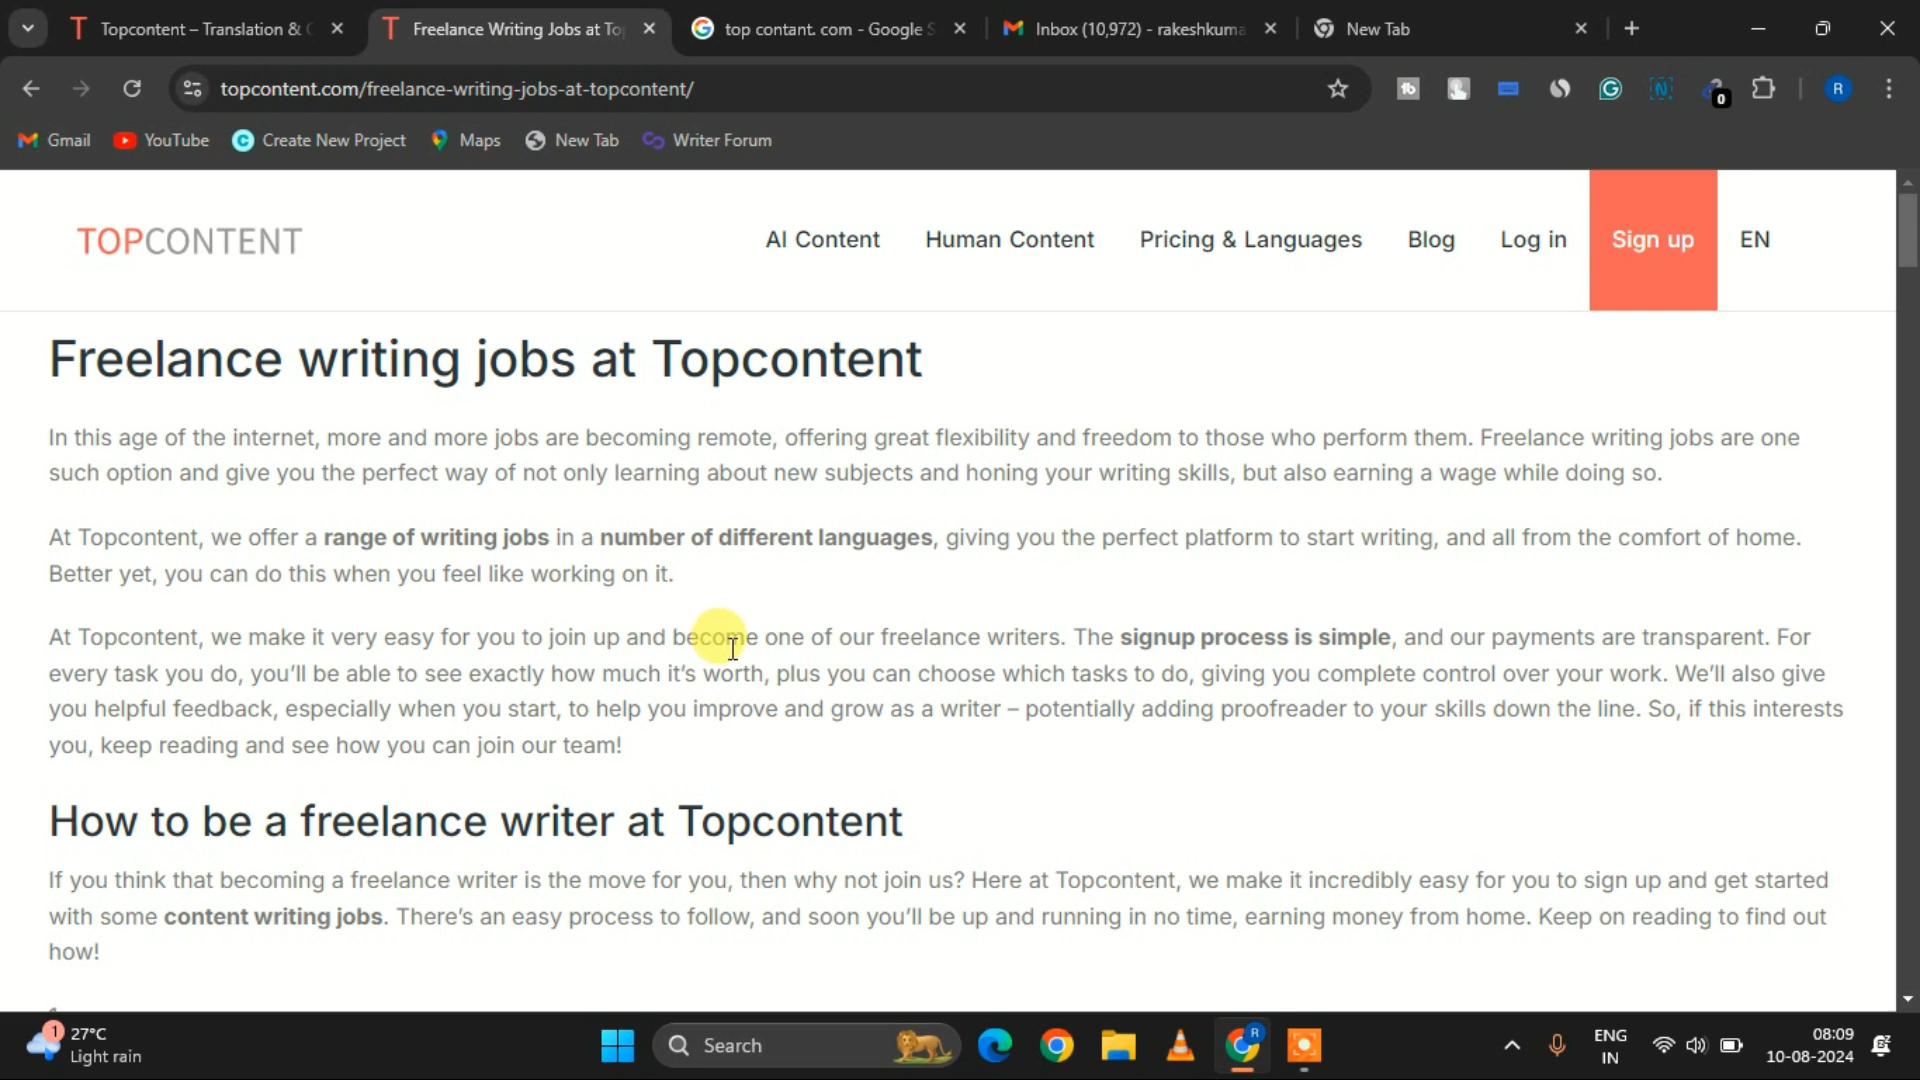 Topcontent – Translation &
Freelance Writing Jobs at To
top contant. com - Google S
Inbox (10,972) - rakeshkuma
New Tab
topcontent.com/freelance-writing-jobs-at-topcontent/
0
R
Gmail
YouTube
Create New Project
Maps
New Tab
Writer Forum
TOPCONTENT
AI Content
Human Content
Pricing & Languages
Blog
Log in
Sign up
EN
Freelance writing jobs at Topcontent
In this age of the internet, more and more jobs are becoming remote, offering great flexibility and freedom to those who perform them. Freelance writing jobs are one
such option and give you the perfect way of not only learning about new subjects and honing your writing skills, but also earning a wage while doing so.
At Topcontent, we offer a range of writing jobs in a number of different languages, giving you the perfect platform to start writing, and all from the comfort of home.
Better yet, you can do this when you feel like working on it.
At Topcontent, we make it very easy for you to join up and become one of our freelance writers. The signup process is simple, and our payments are transparent. For
every task you do, you’ll be able to see exactly how much it’s worth, plus you can choose which tasks to do, giving you complete control over your work. We’ll also give
you helpful feedback, especially when you start, to help you improve and grow as a writer – potentially adding proofreader to your skills down the line. So, if this interests
you, keep reading and see how you can join our team!
How to be a freelance writer at Topcontent
If you think that becoming a freelance writer is the move for you, then why not join us? Here at Topcontent, we make it incredibly easy for you to sign up and get started
with some content writing jobs. There’s an easy process to follow, and soon you’ll be up and running in no time, earning money from home. Keep on reading to find out
how!
1
27°C
Light rain
Search
R
ENG
IN
08:09
10-08-2024